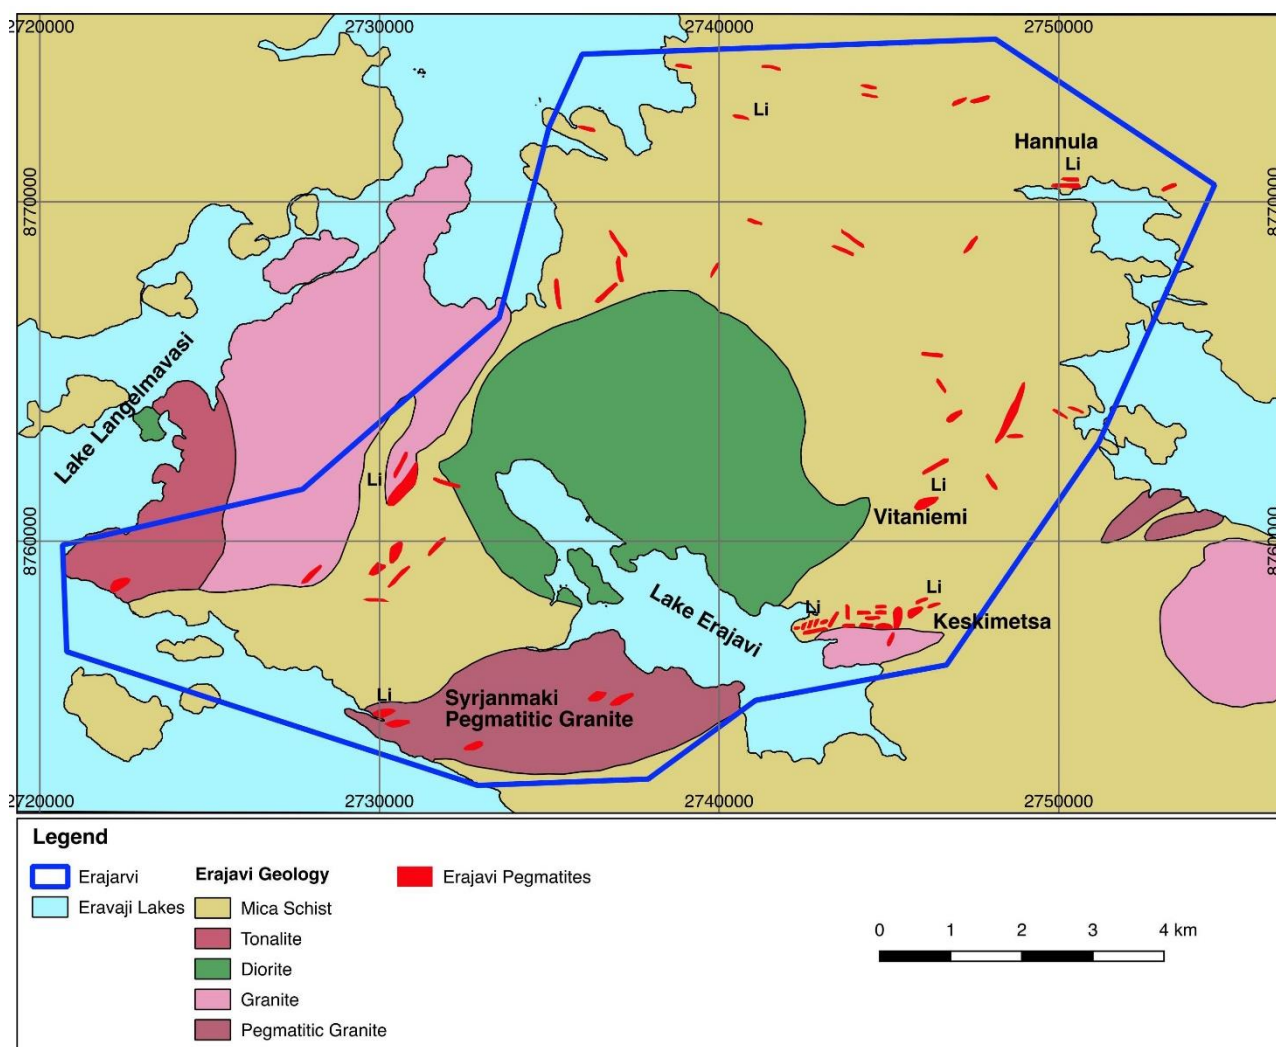 2720000
2730000
2740000
2750000
Li
Hannula
Li
8770000
8770000
Lake Langelmavasi
Li
Li
Vitaniemi
8760000
8760000
Lake Erajavi
Li
Li
Keskimetsa
Li
Syrjanmaki
Pegmatitic Granite
2720000
2730000
2740000
2750000
Legend
Erajarvi
Eravaji Lakes
Erajavi Geology
Mica Schist
Tonalite
Diorite
Granite
Pegmatitic Granite
Erajavi Pegmatites
0 1 2 3 4 km